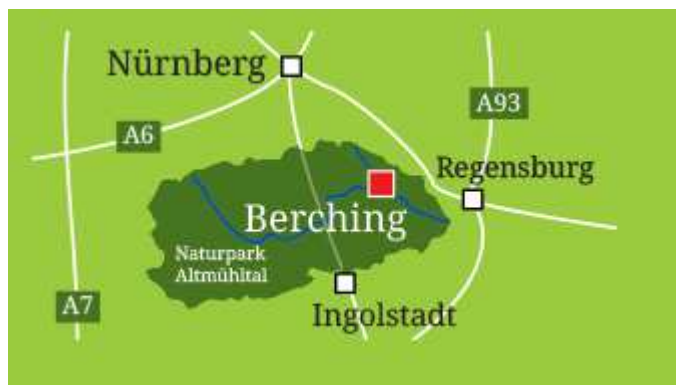 Nürnberg
A93
A6
Regensburg
Berching
Naturpark
Altmühltal
A7
Ingolstadt